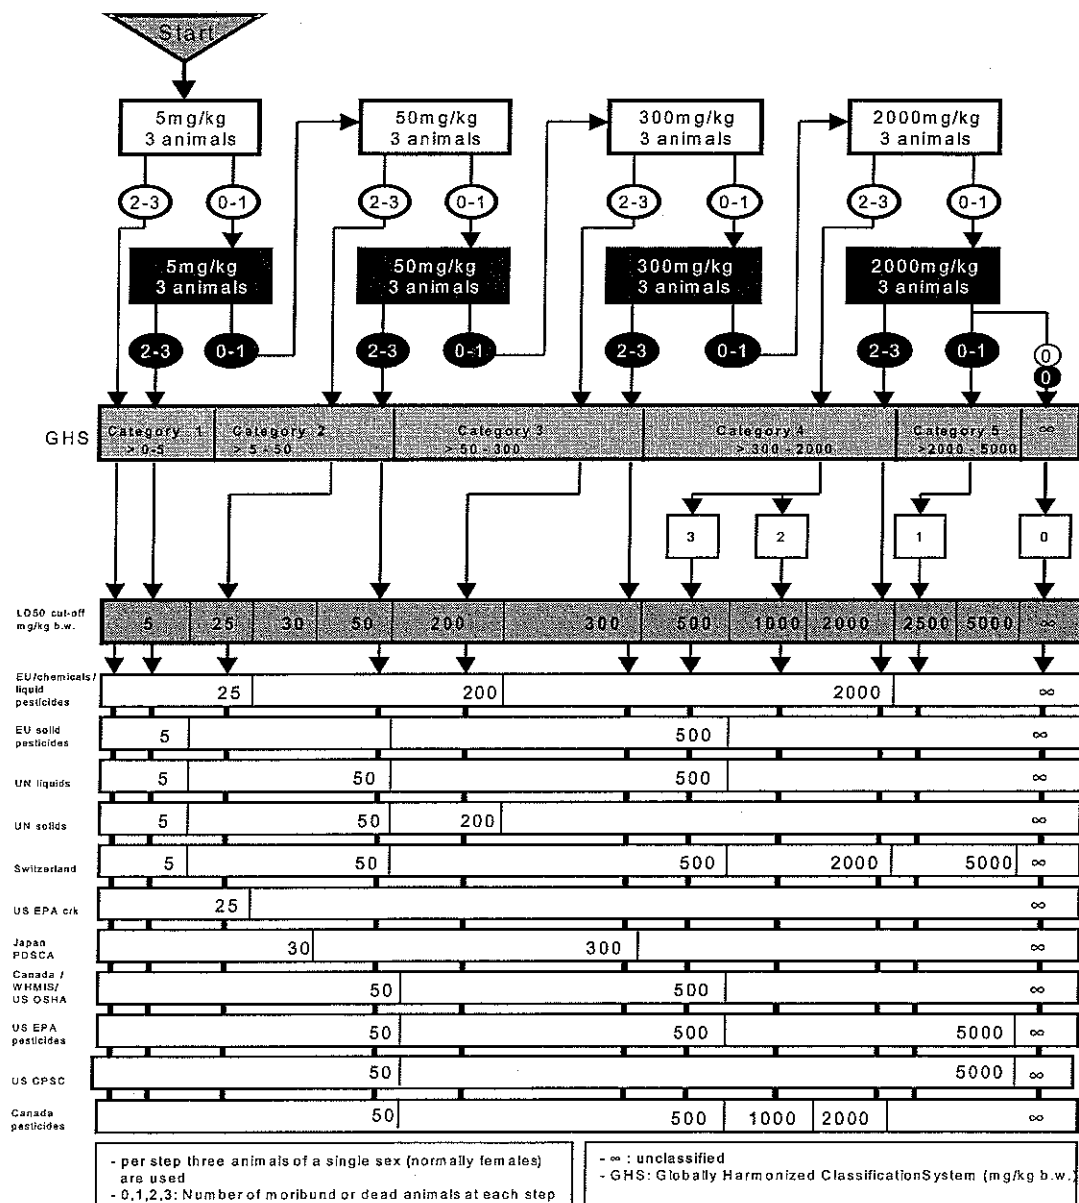 Start
5mg/kg
3 animals
50mg/kg
3 animals
300mg/kg
3 animals
2000mg/kg
3 animals
2-3
0-1
2-3
0-1
2-3
0-1
2-3
0-1
5mg/kg
3 animals
50mg/kg
3 animals
300mg/kg
3 animals
2000mg/kg
3 animals
2-3
0-1
2-3
0-1
2-3
0-1
2-3
0-1
0
0
GHS
Category 1
> 0-5
Category 2
> 5 - 50
Category 3
> 50 - 300
Category 4
> 300 - 2000
Category 5
>2000 - 5000
∞
3
2
1
0
LD50 cut-off
mg/kg b.w.
5 25 30 50 200 300 500 1000 2000 2500 5000 ∞
EU/chemicals/
liquid
pesticides
25 200 2000 ∞
EU solid
pesticides
5 500 ∞
UN liquids
5 50 500 ∞
UN solids
5 50 200 ∞
Switzerland
5 50 500 2000 5000 ∞
US EPA c/k
25 ∞
Japan
PDSCA
30 300 ∞
Canada /
WHMIS/
US OSHA
50 500 ∞
US EPA
pesticides
50 500 5000 ∞
US CPSC
50 5000 ∞
Canada
pesticides
50 500 1000 2000 ∞
- per step three animals of a single sex (normally females)
are used
- 0,1,2,3: Number of moribund or dead animals at each step
- ∞ : unclassified
- GHS: Globally Harmonized ClassificationSystem (mg/kg b.w.)